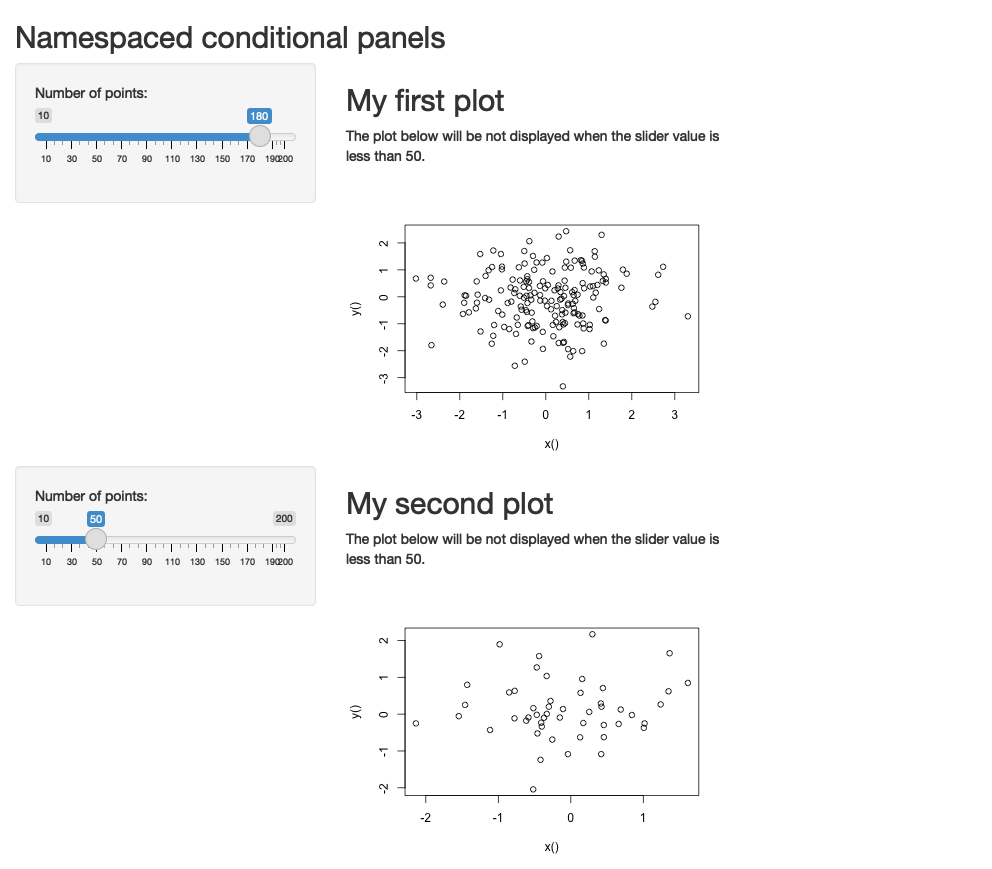 Namespaced conditional panels
Number of points:
10 180
10 30 50 70 90 110 130 150 170 190 200
My first plot
The plot below will be not displayed when the slider value is
less than 50.
2
1
0
-1
-2
-3
y()
-3 -2 -1 0 1 2 3
x()
Number of points:
10 50 200
10 30 50 70 90 110 130 150 170 190 200
My second plot
The plot below will be not displayed when the slider value is
less than 50.
2
1
0
-1
-2
y()
-2 -1 0 1
x()